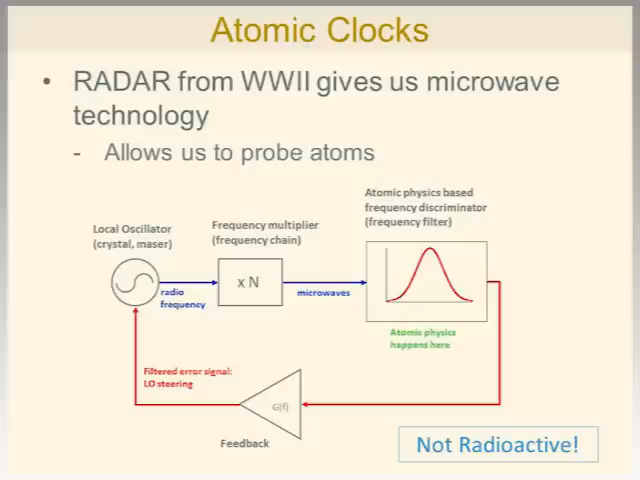 Atomic Clocks
• RADAR from WWII gives us microwave
technology
- Allows us to probe atoms
Atomic physics based
frequency discriminator
(frequency filter)
Frequency multiplier
(frequency chain)
Local Oscillator
(crystal, maser)
x N
radio
frequency
microwaves
Atomic physics
happens here
Filtered error signal:
LO steering
G(f)
Feedback
Not Radioactive!